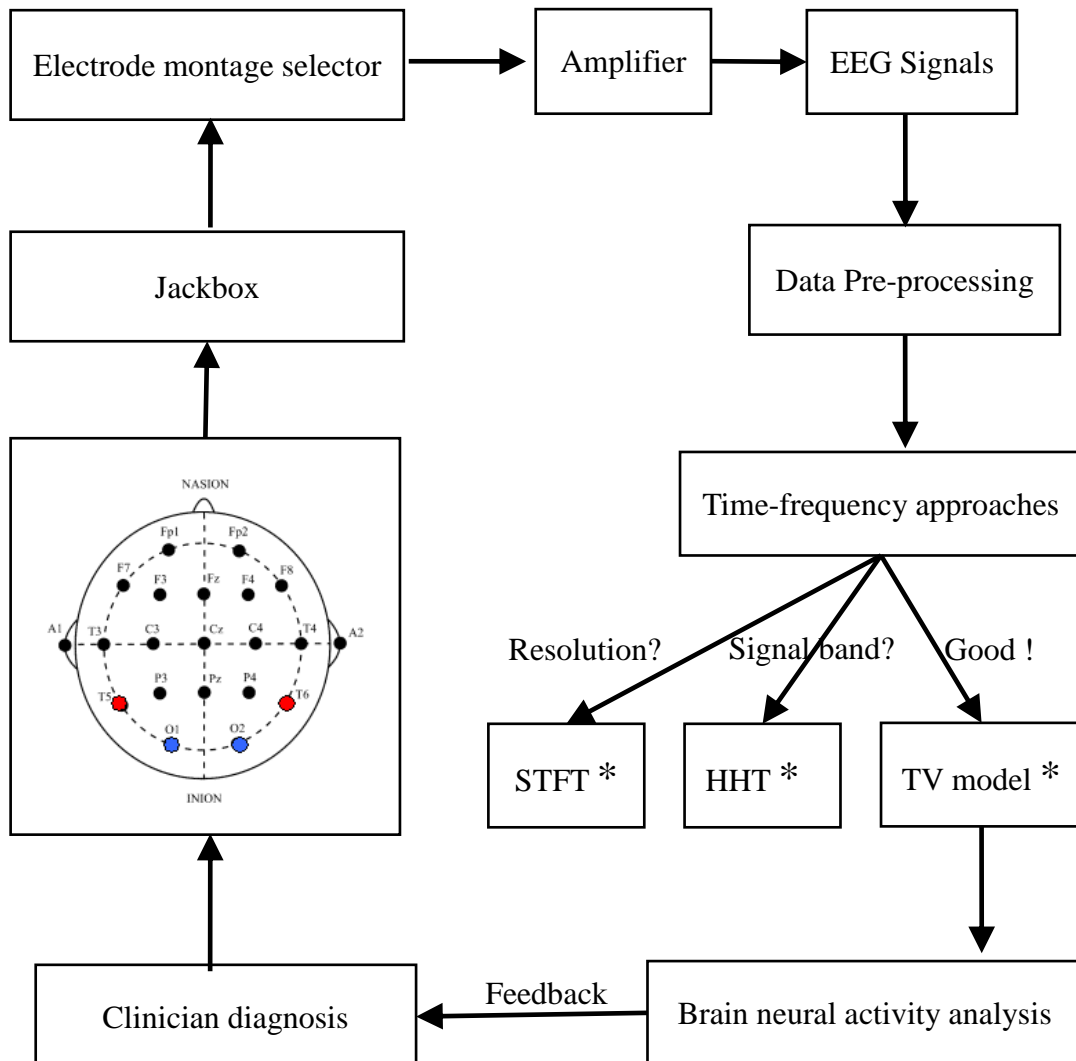 Electrode montage selector
Amplifier
EEG Signals
Jackbox
Data Pre-processing
Time-frequency approaches
NASION
Fp1 Fp2
F7 F3 Fz F4 F8
A1 T3 C3 Cz C4 T4 A2
T5 P3 Pz P4 T6
O1 O2
INION
Resolution? Signal band? Good !
STFT * HHT * TV model *
Clinician diagnosis
Feedback
Brain neural activity analysis